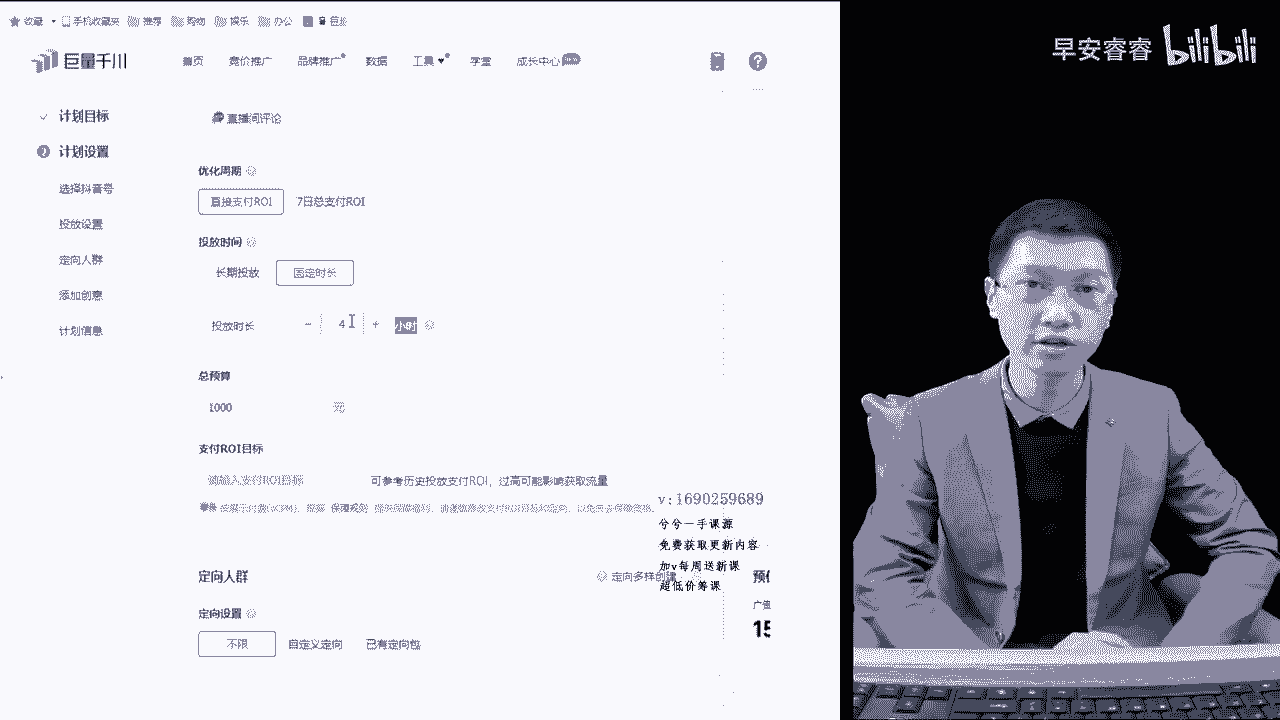 收藏 手机收藏夹 推荐 购物 娱乐 办公
早安睿睿 bilibili
巨量千川 首页 竞价推广 品牌推广 数据 工具 学堂 成长中心
计划目标
直播间评论
计划设置
优化周期
选择抖音号
直接支付ROI 7日总支付ROI
投放设置
投放时间
定向人群
长期投放 固定时长
添加创意
计划信息
投放时长 - 4 + 小时
总预算
1000 元
支付ROI目标
请输入支付ROI目标 可参考历史投放支付ROI，过高可能影响获取流量
v:1690259689
兮兮一手课源
免费获取更新内容
加v每周送新课
超低价筹课
定向人群 定向多样创建
定向设置
不限 自定义定向 已有定向包
15